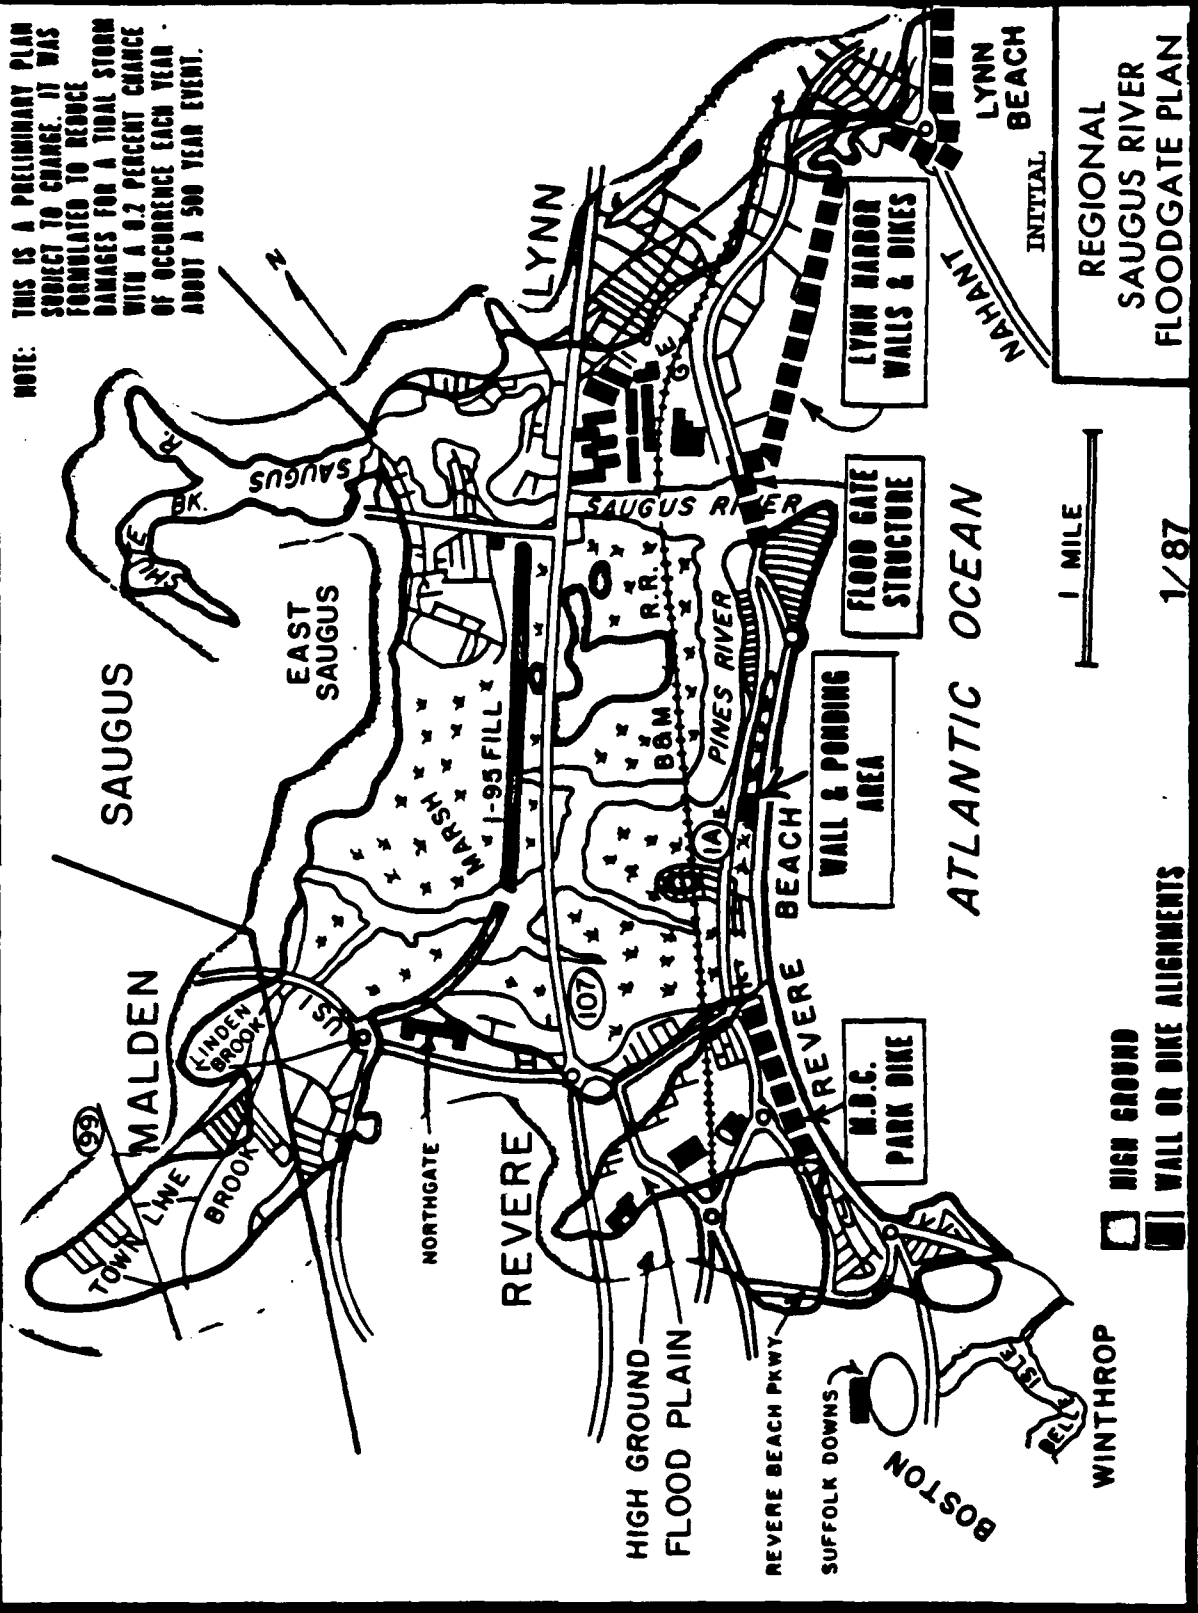 NOTE: THIS IS A PRELIMINARY PLAN
SUBJECT TO CHANGE. IT WAS
FORMULATED TO REDUCE
DAMAGES FOR A TIDAL STORM
WITH A 0.2 PERCENT CHANCE
OF OCCURRENCE EACH YEAR
ABOUT A 500 YEAR EVENT.
N
SAUGUS
MALDEN
99
EAST
SAUGUS
SAUGUS
R.
SHUTE
BK.
LYNN
LINDEN
BROOK
TOWN LINE
BROOK
US 1
NORTHGATE
MARSH
I-95 FILL
107
REVERE
G E
SAUGUS RIVER
B&M
R.R.
PINES RIVER
1A
REVERE BEACH
HIGH GROUND
FLOOD PLAIN
REVERE BEACH PKWY
SUFFOLK DOWNS
BOSTON
BELLE
ISLE
WINTHROP
M.D.C.
PARK DIKE
WALL & PONDING
AREA
FLOOD GATE
STRUCTURE
LYNN HARBOR
WALLS & DIKES
NAHANT
LYNN
BEACH
ATLANTIC OCEAN
HIGH GROUND
WALL OR DIKE ALIGNMENTS
1 MILE
1/87
INITIAL
REGIONAL
SAUGUS RIVER
FLOODGATE PLAN